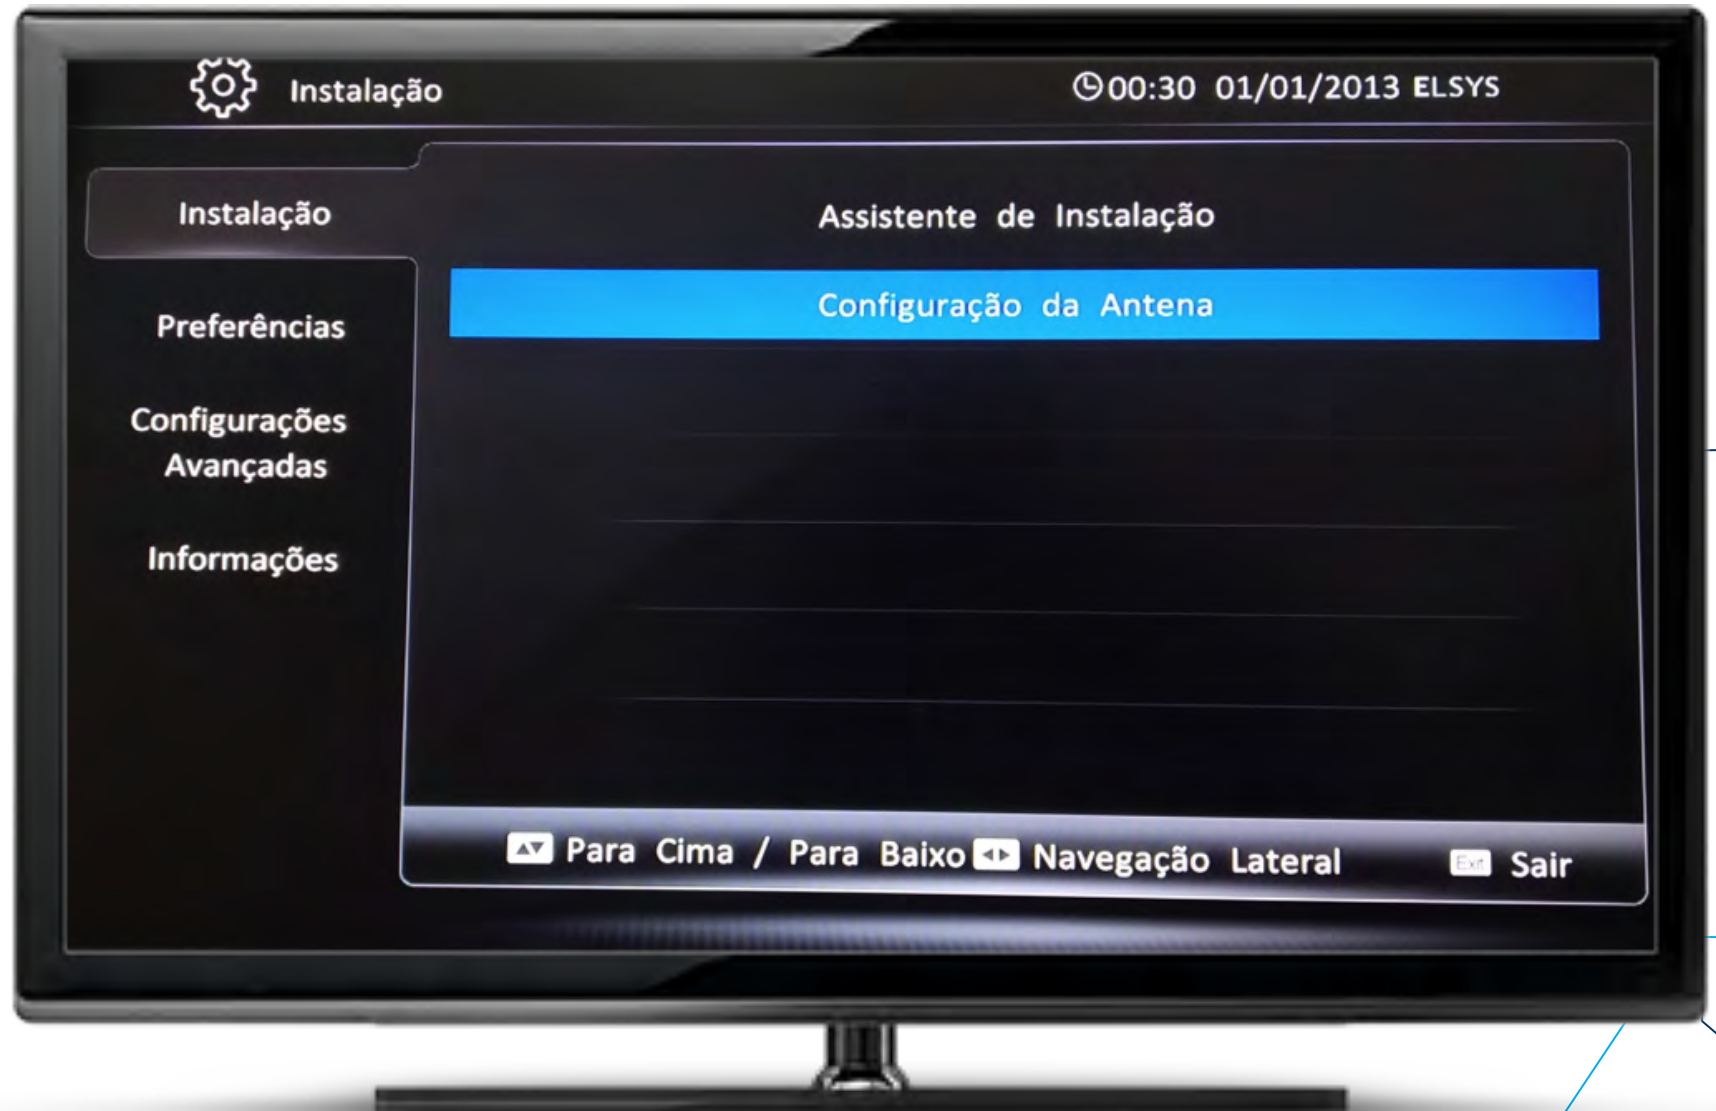 Instalação
00:30 01/01/2013 ELSYS
Instalação
Assistente de Instalação
Configuração da Antena
Preferências
Configurações
Avançadas
Informações
Para Cima / Para Baixo Navegação Lateral Exit Sair